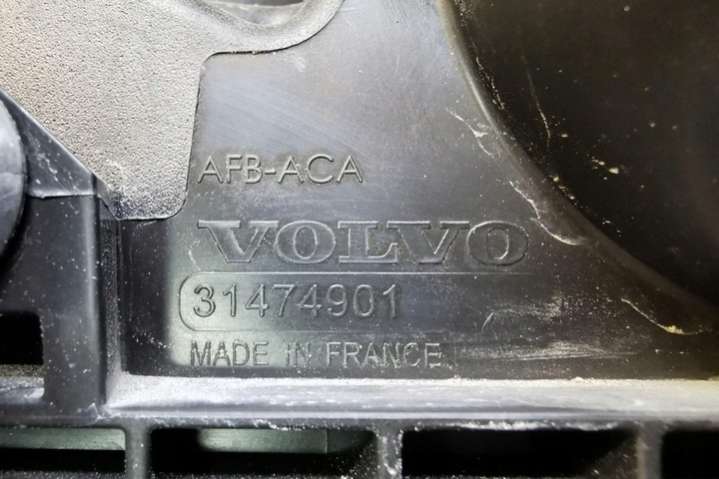 AFB-ACA
VOLVO
31474901
MADE IN FRANCE